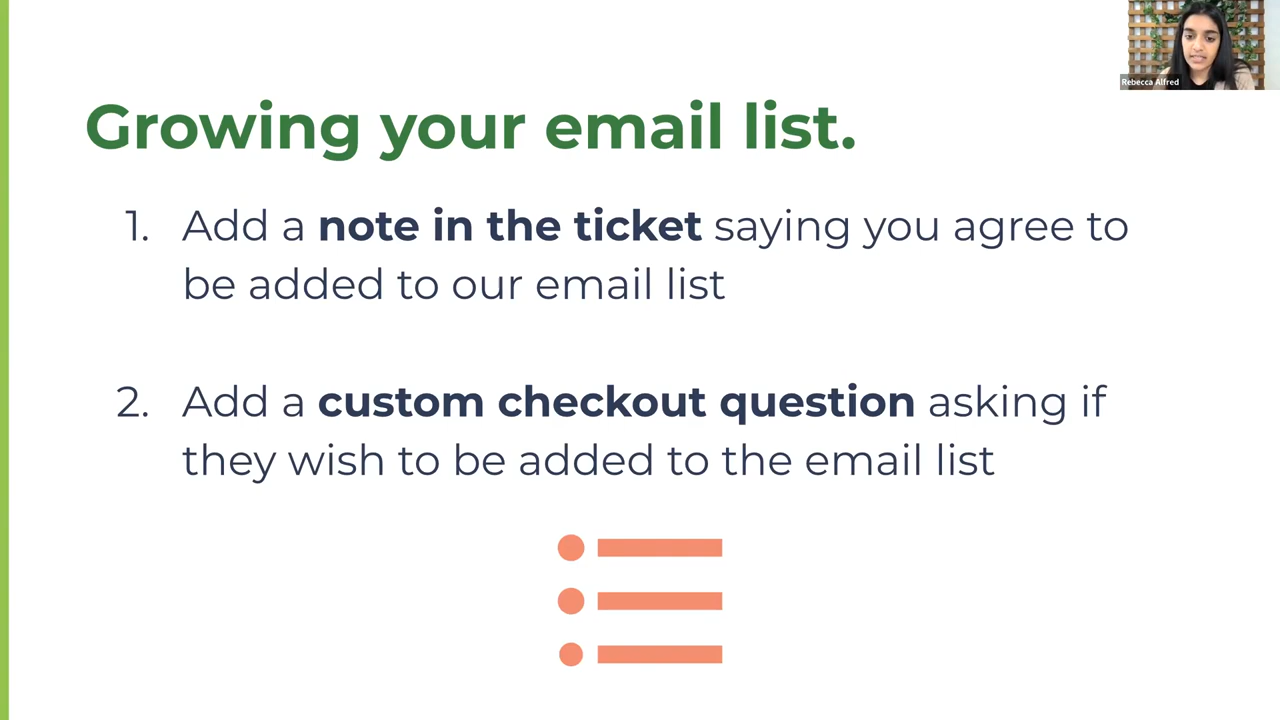 Rebecca Alfred
Growing your email list.
1. Add a note in the ticket saying you agree to
be added to our email list
2. Add a custom checkout question asking if
they wish to be added to the email list